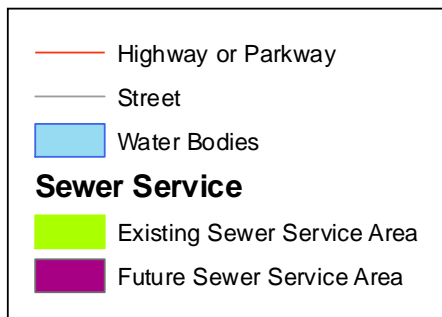 Highway or Parkway
Street
Water Bodies
Sewer Service
Existing Sewer Service Area
Future Sewer Service Area